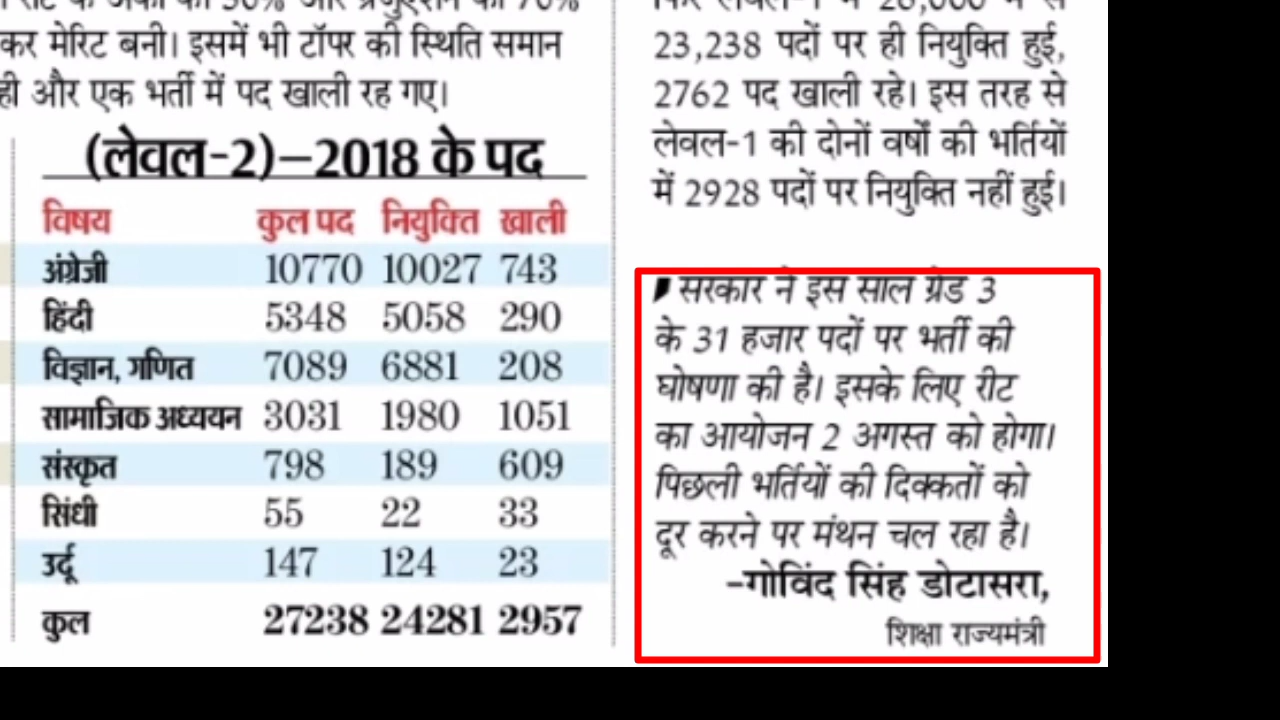 कर मेरिट बनी। इसमें भी टॉपर की स्थिति समान
ही और एक भर्ती में पद खाली रह गए।
(लेवल-2)–2018 के पद
विषय कुल पद नियुक्ति खाली
अंग्रेजी 10770 10027 743
हिंदी 5348 5058 290
विज्ञान, गणित 7089 6881 208
सामाजिक अध्ययन 3031 1980 1051
संस्कृत 798 189 609
सिंधी 55 22 33
उर्दू 147 124 23
कुल 27238 24281 2957
23,238 पदों पर ही नियुक्ति हुई,
2762 पद खाली रहे। इस तरह से
लेवल-1 की दोनों वर्षों की भर्तियों
में 2928 पदों पर नियुक्ति नहीं हुई।
सरकार ने इस साल ग्रेड 3
के 31 हजार पदों पर भर्ती की
घोषणा की है। इसके लिए रीट
का आयोजन 2 अगस्त को होगा।
पिछली भर्तियों की दिक्कतों को
दूर करने पर मंथन चल रहा है।
-गोविंद सिंह डोटासरा,
शिक्षा राज्यमंत्री